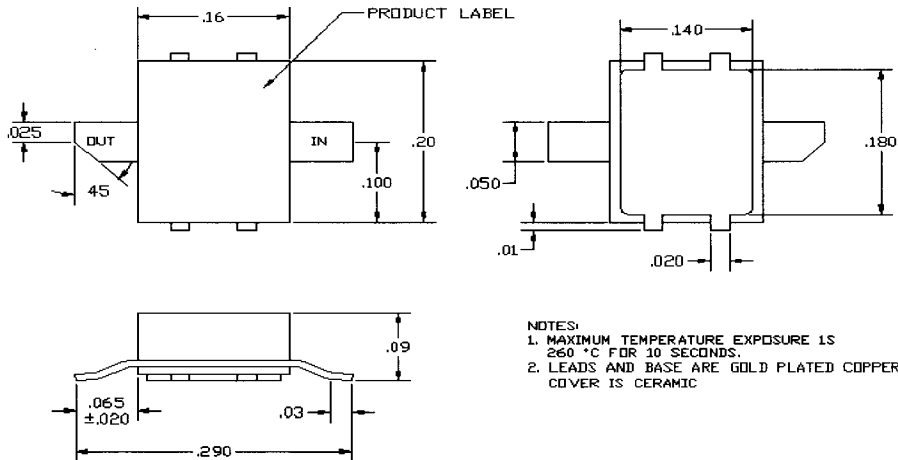 .16
PRODUCT LABEL
.140
.025
OUT
IN
.20
.180
.100
.050
45
.01
.020
.09
.065
±.020
.03
.290
NOTES:
1. MAXIMUM TEMPERATURE EXPOSURE IS
260 °C FOR 10 SECONDS.
2. LEADS AND BASE ARE GOLD PLATED COPPER
COVER IS CERAMIC